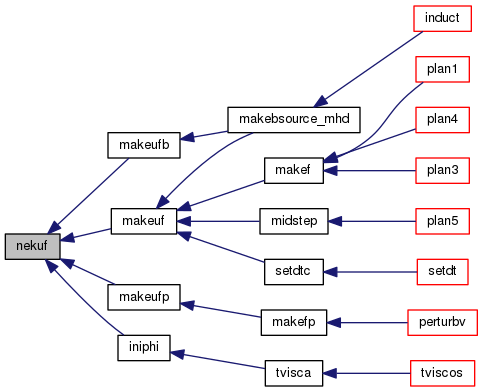 induct
plan1
makebsource_mhd
plan4
makeufb
makef
plan3
makeuf
midstep
plan5
nekuf
setdtc
setdt
makeufp
makefp
perturbv
iniphi
tvisca
tviscos